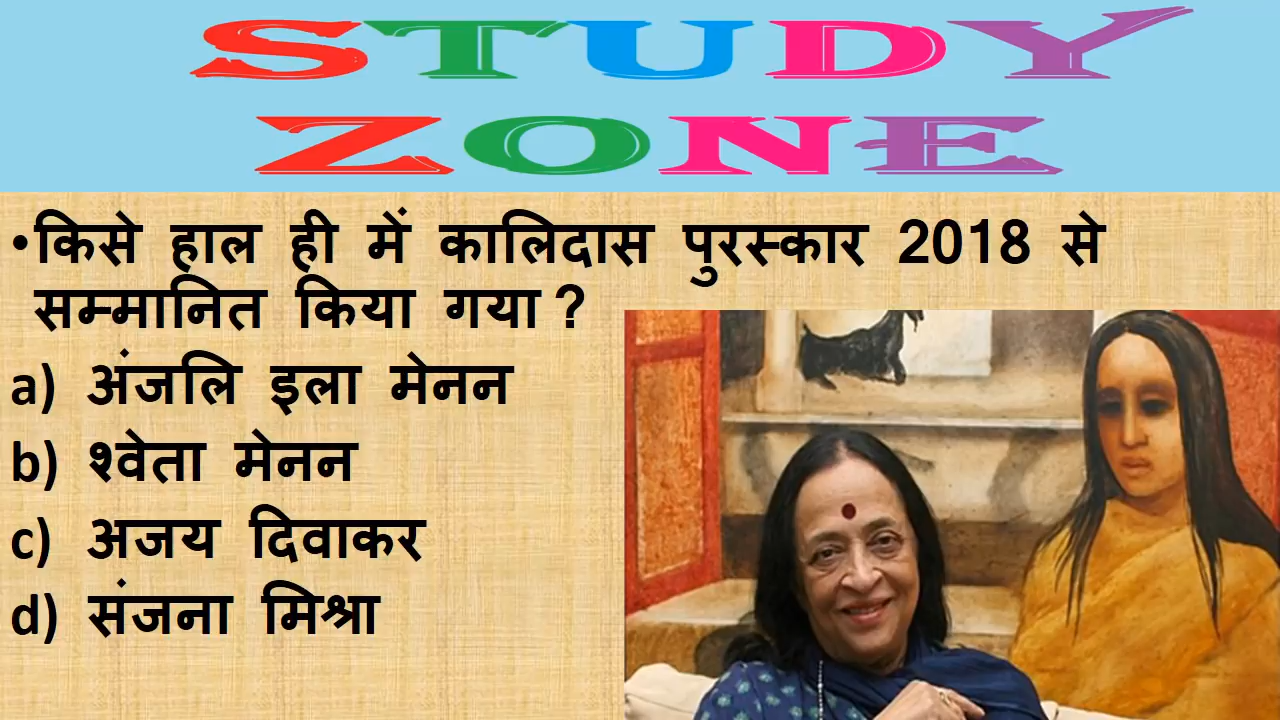 STUDY
ZONE
•किसे हाल ही में कालिदास पुरस्कार 2018 से
सम्मानित किया गया ?
a) अंजलि इला मेनन
b) श्वेता मेनन
c) अजय दिवाकर
d) संजना मिश्रा